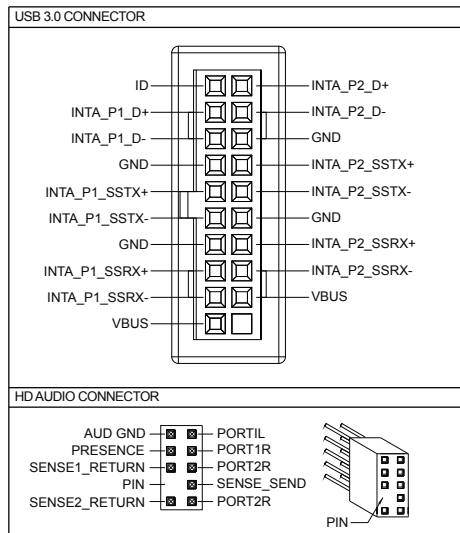 USB 3.0 CONNECTOR
ID
INTA_P2_D+
INTA_P1_D+
INTA_P2_D-
INTA_P1_D-
GND
GND
INTA_P2_SSTX+
INTA_P1_SSTX+
INTA_P2_SSTX-
INTA_P1_SSTX-
GND
GND
INTA_P2_SSRX+
INTA_P1_SSRX+
INTA_P2_SSRX-
INTA_P1_SSRX-
VBUS
VBUS
HD AUDIO CONNECTOR
AUD GND
PORTIL
PRESENCE
PORT1R
SENSE1_RETURN
PORT2R
PIN
SENSE_SEND
SENSE2_RETURN
PORT2R
PIN